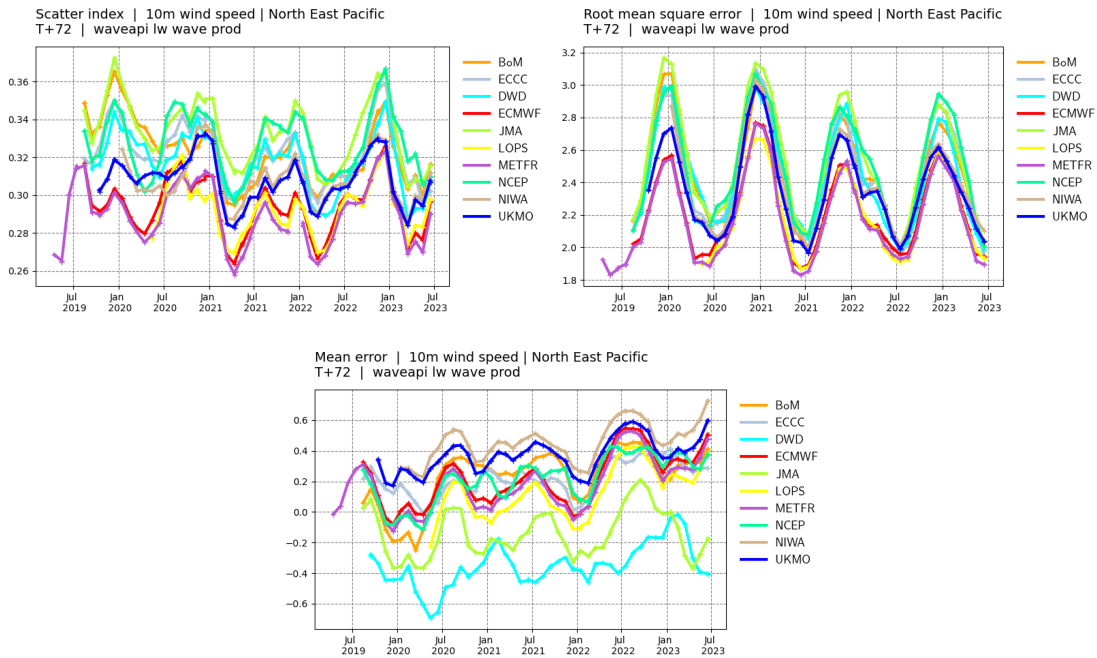 Scatter index | 10m wind speed | North East Pacific
T+72 | waveapi lw wave prod
0.36
0.34
0.32
0.30
0.28
0.26
Jul 2019
Jan 2020
Jul 2020
Jan 2021
Jul 2021
Jan 2022
Jul 2022
Jan 2023
Jul 2023
BoM
ECCC
DWD
ECMWF
JMA
LOPS
METFR
NCEP
NIWA
UKMO
Root mean square error | 10m wind speed | North East Pacific
T+72 | waveapi lw wave prod
3.2
3.0
2.8
2.6
2.4
2.2
2.0
1.8
Jul 2019
Jan 2020
Jul 2020
Jan 2021
Jul 2021
Jan 2022
Jul 2022
Jan 2023
Jul 2023
BoM
ECCC
DWD
ECMWF
JMA
LOPS
METFR
NCEP
NIWA
UKMO
Mean error | 10m wind speed | North East Pacific
T+72 | waveapi lw wave prod
0.6
0.4
0.2
0.0
−0.2
−0.4
−0.6
Jul 2019
Jan 2020
Jul 2020
Jan 2021
Jul 2021
Jan 2022
Jul 2022
Jan 2023
Jul 2023
BoM
ECCC
DWD
ECMWF
JMA
LOPS
METFR
NCEP
NIWA
UKMO